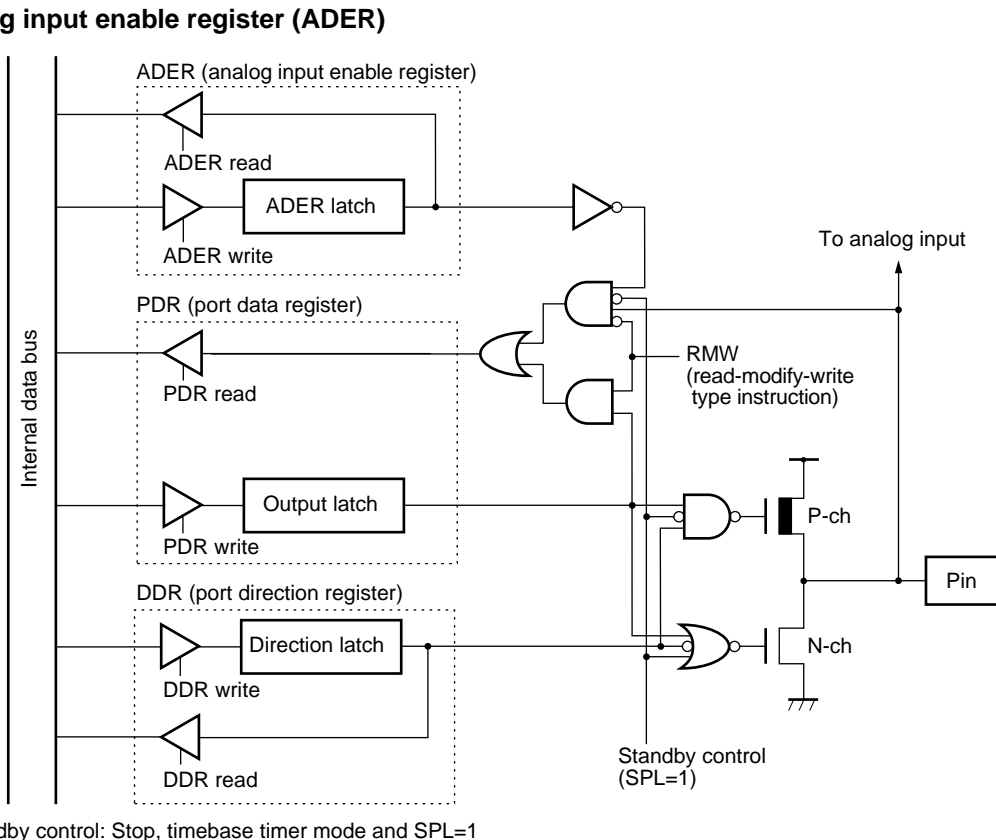 g input enable register (ADER)
ADER (analog input enable register)
ADER read
ADER latch
ADER write
To analog input
PDR (port data register)
Internal data bus
RMW
(read-modify-write
type instruction)
PDR read
Output latch
P-ch
PDR write
Pin
DDR (port direction register)
Direction latch
N-ch
DDR write
Standby control
(SPL=1)
DDR read
dby control: Stop, timebase timer mode and SPL=1